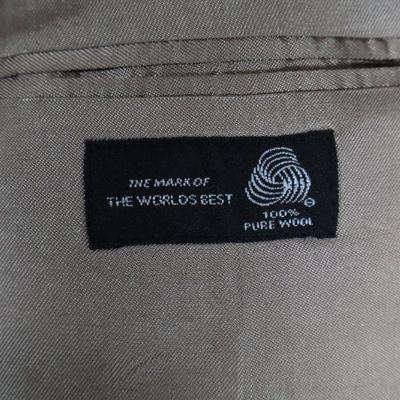 THE MARK OF
THE WORLDS BEST
100%
PURE WOOL